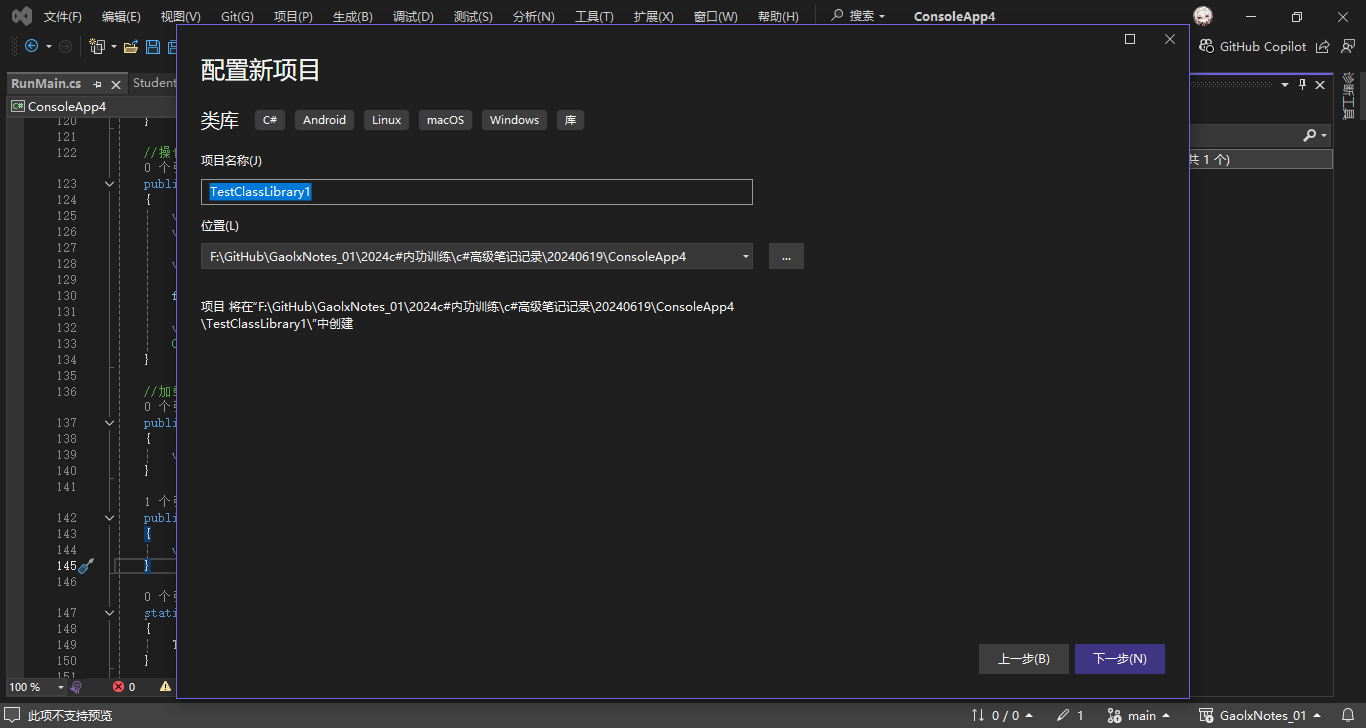 文件(F) 编辑(E) 视图(V) Git(G) 项目(P) 生成(B) 调试(D) 测试(S) 分析(N) 工具(T) 扩展(X) 窗口(W) 帮助(H) 搜索 ConsoleApp4
GitHub Copilot
RunMain.cs Student
ConsoleApp4
配置新项目
类库 C# Android Linux macOS Windows 库
项目名称(J)
TestClassLibrary1
位置(L)
F:\GitHub\GaolxNotes_01\2024c#内功训练\c#高级笔记记录\20240619\ConsoleApp4
...
项目 将在“F:\GitHub\GaolxNotes_01\2024c#内功训练\c#高级笔记记录\20240619\ConsoleApp4
\TestClassLibrary1\”中创建
上一步(B) 下一步(N)
共 1 个)
诊断工具
120 }
121
122 //操
0 个
123 publi
124 {
125
126
127
128
129
130 f
131
132
133
134 }
135
136 //加
0 个
137 publi
138 {
139
140 }
141
1 个
142 publi
143 {
144
145 }
146
0 个
147 stati
148 {
149
150 }
151
100 % 0
此项不支持预览 0 / 0 1 main GaolxNotes_01